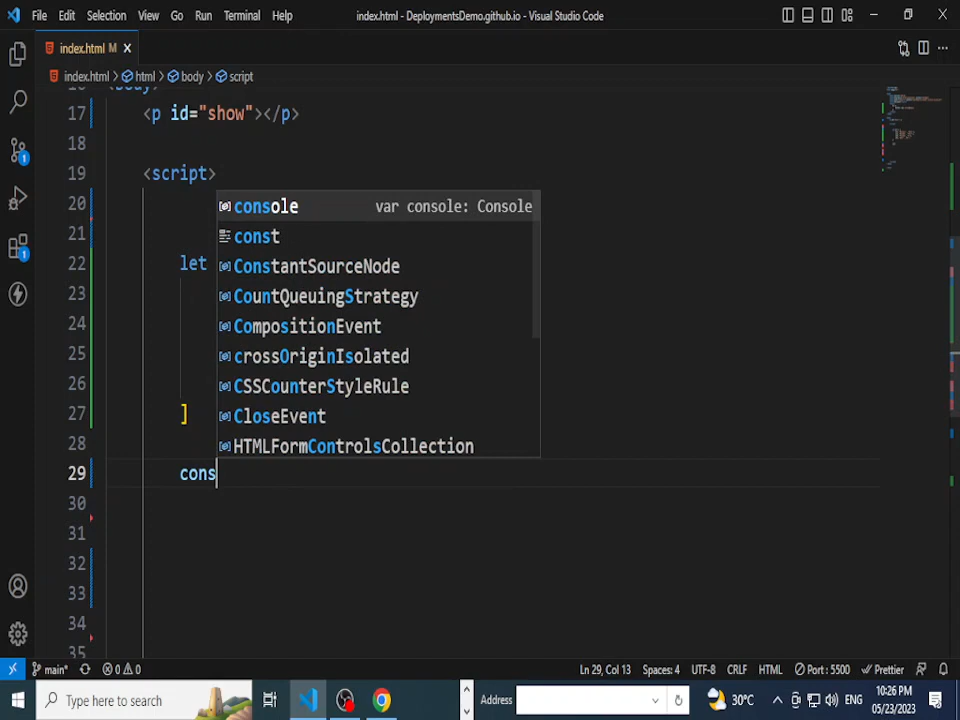 File Edit Selection View Go Run Terminal Help index.html - DeploymentsDemo.github.io - Visual Studio Code
index.html M
index.html > html > body > script
17 <p id="show"></p>
18
19 <script>
20 console var console: Console
21 const
22 let ConstantSourceNode
23 CountQueuingStrategy
24 CompositionEvent
25 crossOriginIsolated
26 CSSCounterStyleRule
27 ] CloseEvent
28 HTMLFormControlsCollection
29 cons
30
31
32
33
34
35
main* 0 0 Ln 29, Col 13 Spaces: 4 UTF-8 CRLF HTML Port : 5500 Prettier
Type here to search Address 30°C ENG 10:26 PM
05/23/2023